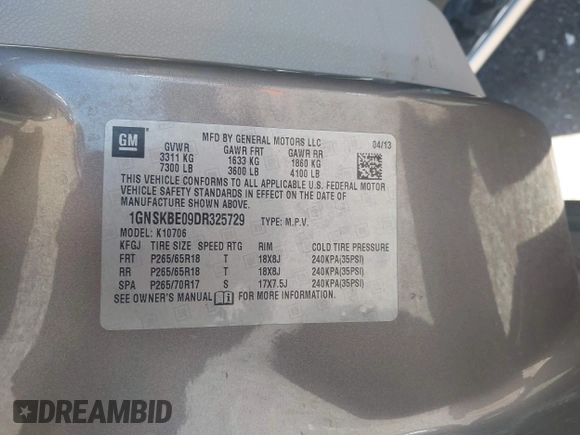 GM
MFD BY GENERAL MOTORS LLC 04/13
GVWR GAWR FRT GAWR RR
3311 KG 1633 KG 1860 KG
7300 LB 3600 LB 4100 LB
THIS VEHICLE CONFORMS TO ALL APPLICABLE U.S. FEDERAL MOTOR
VEHICLE SAFETY STANDARDS IN EFFECT ON THE DATE OF
MANUFACTURE SHOWN ABOVE.
1GNSKBE09DR325729 TYPE: M.P.V.
MODEL: K10706
KFGJ TIRE SIZE SPEED RTG RIM COLD TIRE PRESSURE
FRT P265/65R18 T 18X8J 240KPA(35PSI)
RR P265/65R18 T 18X8J 240KPA(35PSI)
SPA P265/70R17 S 17X7.5J 240KPA(35PSI)
SEE OWNER'S MANUAL FOR MORE INFORMATION.
DREAMBID